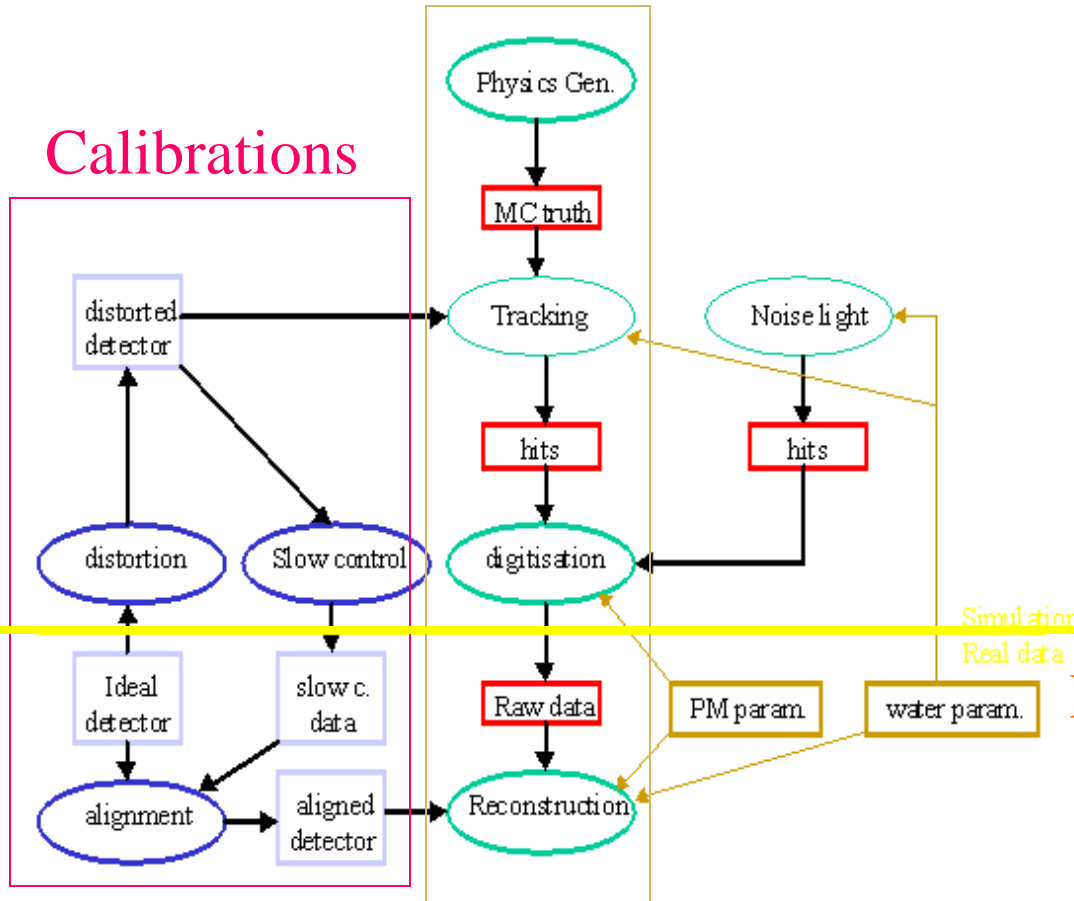 Physics Gen.
Calibrations
MC truth
distorted
detector
Tracking
Noise light
hits
hits
distortion
Slow control
digitisation
Simulation
Real data
Ideal
detector
slow c.
data
Raw data
PM param.
water param.
alignment
aligned
detector
Reconstruction